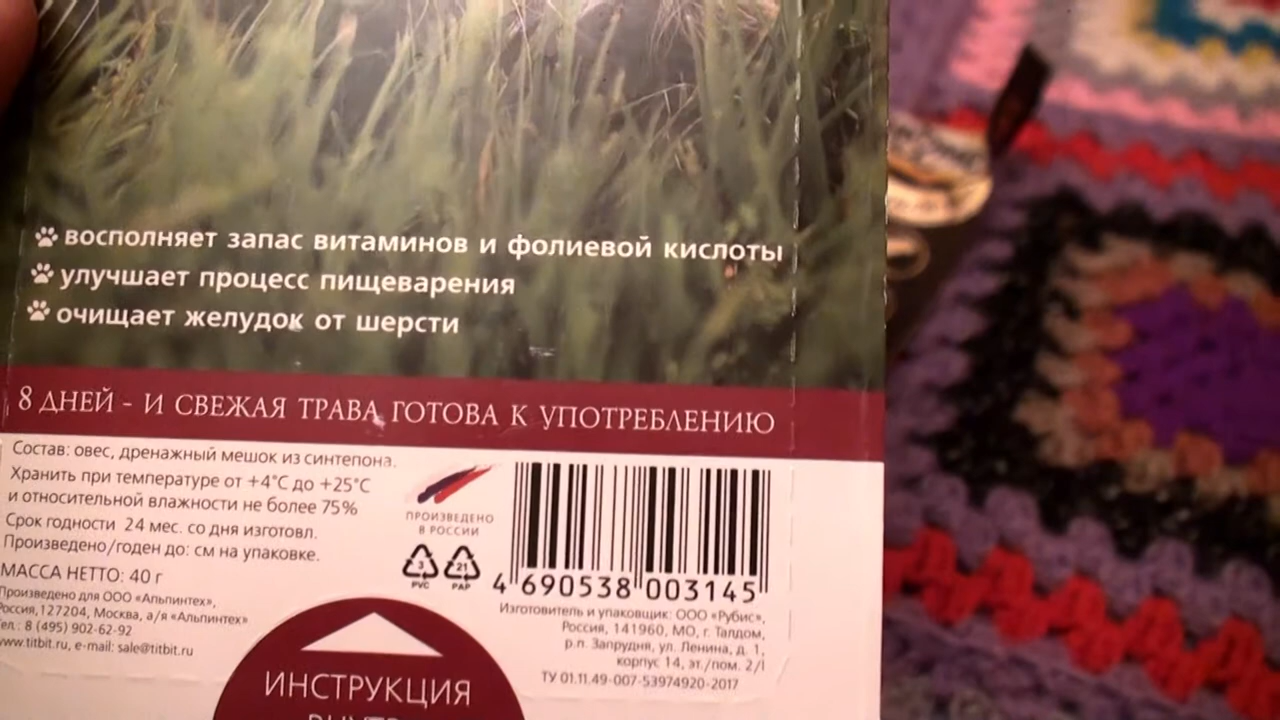 восполняет запас витаминов и фолиевой кислоты
улучшает процесс пищеварения
очищает желудок от шерсти
8 ДНЕЙ - И СВЕЖАЯ ТРАВА ГОТОВА К УПОТРЕБЛЕНИЮ
Состав: овес, дренажный мешок из синтепона.
Хранить при температуре от +4°C до +25°C
и относительной влажности не более 75%
Срок годности 24 мес. со дня изготовл.
Произведено/годен до: см на упаковке.
МАССА НЕТТО: 40 г
Произведено для ООО «Альпинтех»,
Россия,127204, Москва, а/я «Альпинтех»
Тел.: 8 (495) 902-62-92
www.titbit.ru, e-mail: sale@titbit.ru
ПРОИЗВЕДЕНО
В РОССИИ
3
PVC
21
PAP
4 690538 003145
Изготовитель и упаковщик: ООО «Рубис»,
Россия, 141960, МО, г. Талдом,
р.п. Запрудня, ул. Ленина, д. 1,
корпус 14, эт./пом. 2/I
ТУ 01.11.49-007-53974920-2017
ИНСТРУКЦИЯ